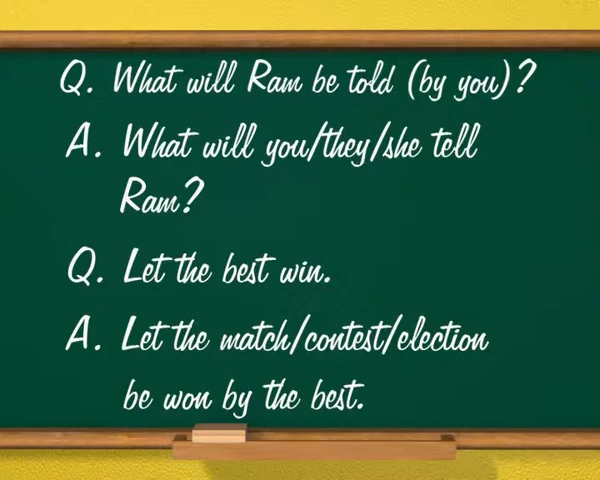 Q. What will Ram be told (by you)?
A. What will you/they/she tell
Ram?
Q. Let the best win.
A. Let the match/contest/election
be won by the best.